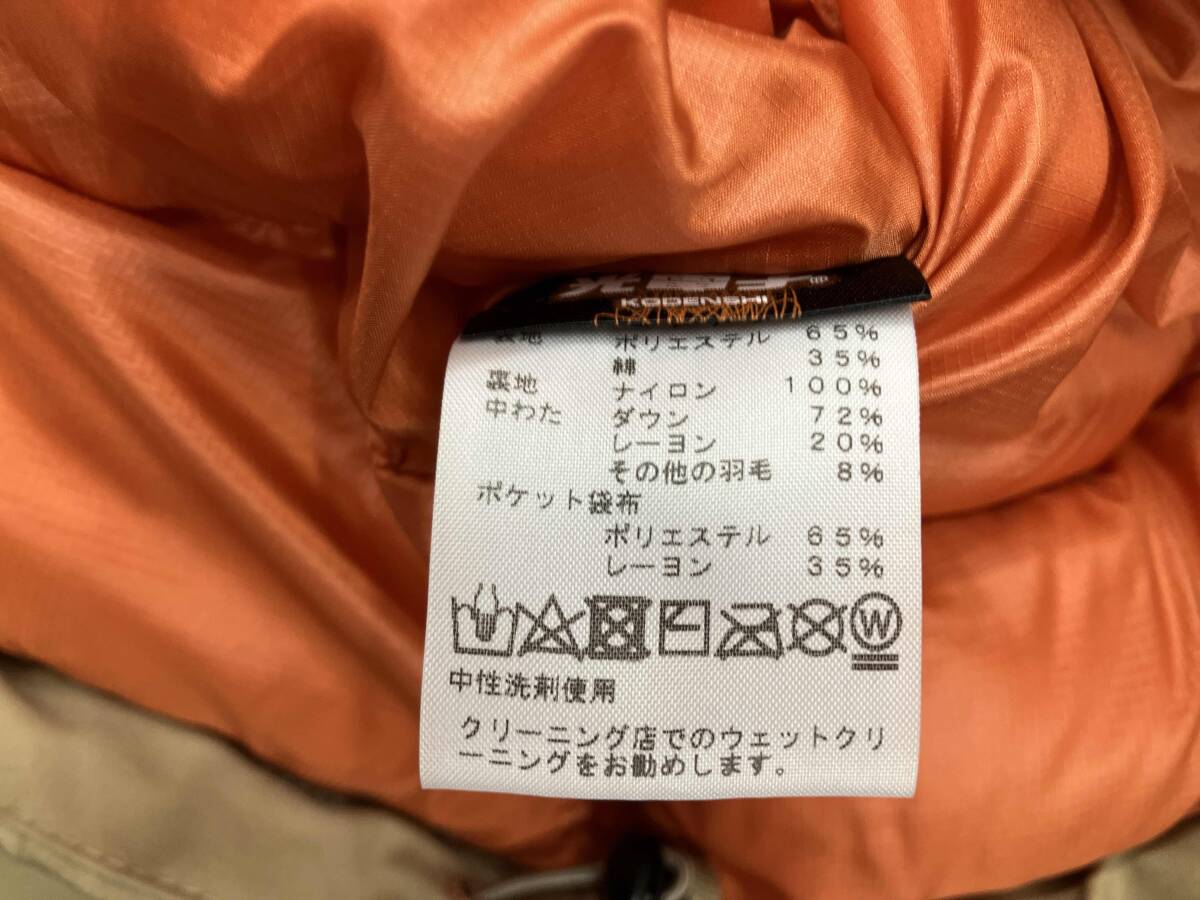 KODENSHI
表地 ポリエステル 65%
綿 35%
裏地 ナイロン 100%
中わた ダウン 72%
レーヨン 20%
その他の羽毛 8%
ポケット袋布
ポリエステル 65%
レーヨン 35%
W
中性洗剤使用
クリーニング店でのウェットクリ
ーニングをお勧めします。